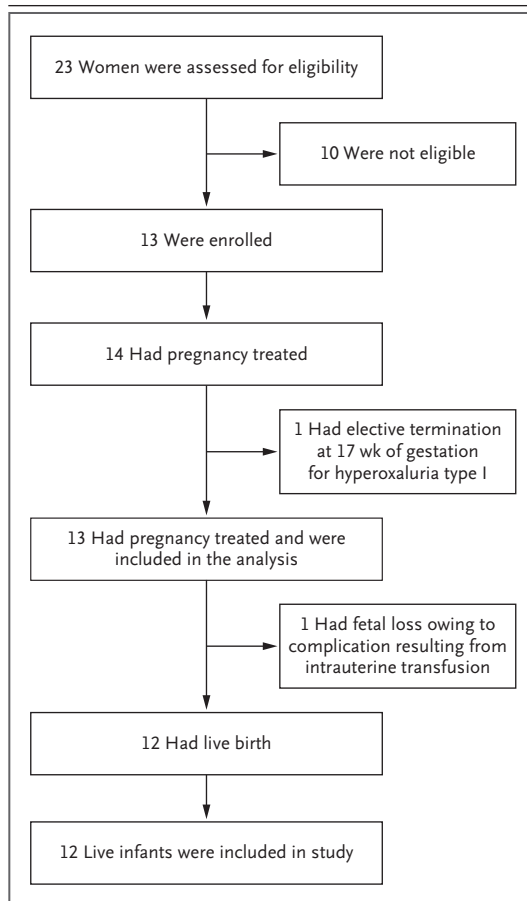 23 Women were assessed for eligibility
10 Were not eligible
13 Were enrolled
14 Had pregnancy treated
1 Had elective termination
at 17 wk of gestation
for hyperoxaluria type I
13 Had pregnancy treated and were
included in the analysis
1 Had fetal loss owing to
complication resulting from
intrauterine transfusion
12 Had live birth
12 Live infants were included in study